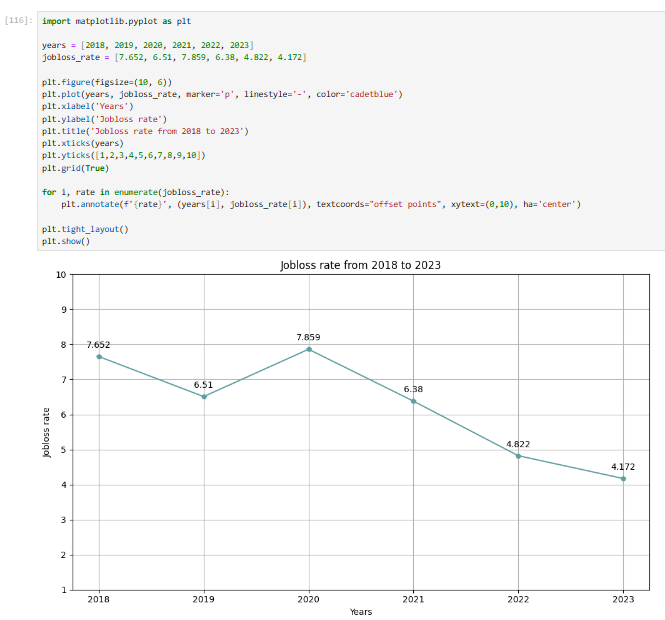 [116]: import matplotlib.pyplot as plt
years = [2018, 2019, 2020, 2021, 2022, 2023]
jobloss_rate = [7.652, 6.51, 7.859, 6.38, 4.822, 4.172]
plt.figure(figsize=(10, 6))
plt.plot(years, jobloss_rate, marker='p', linestyle='-', color='cadetblue')
plt.xlabel('Years')
plt.ylabel('Jobloss rate')
plt.title('Jobloss rate from 2018 to 2023')
plt.xticks(years)
plt.yticks([1,2,3,4,5,6,7,8,9,10])
plt.grid(True)
for i, rate in enumerate(jobloss_rate):
    plt.annotate(f'{rate}', (years[i], jobloss_rate[i]), textcoords="offset points", xytext=(0,10), ha='center')
plt.tight_layout()
plt.show()
Jobloss rate from 2018 to 2023
10
9
8
7
6
5
4
3
2
1
Jobloss rate
7.652
6.51
7.859
6.38
4.822
4.172
2018 2019 2020 2021 2022 2023
Years